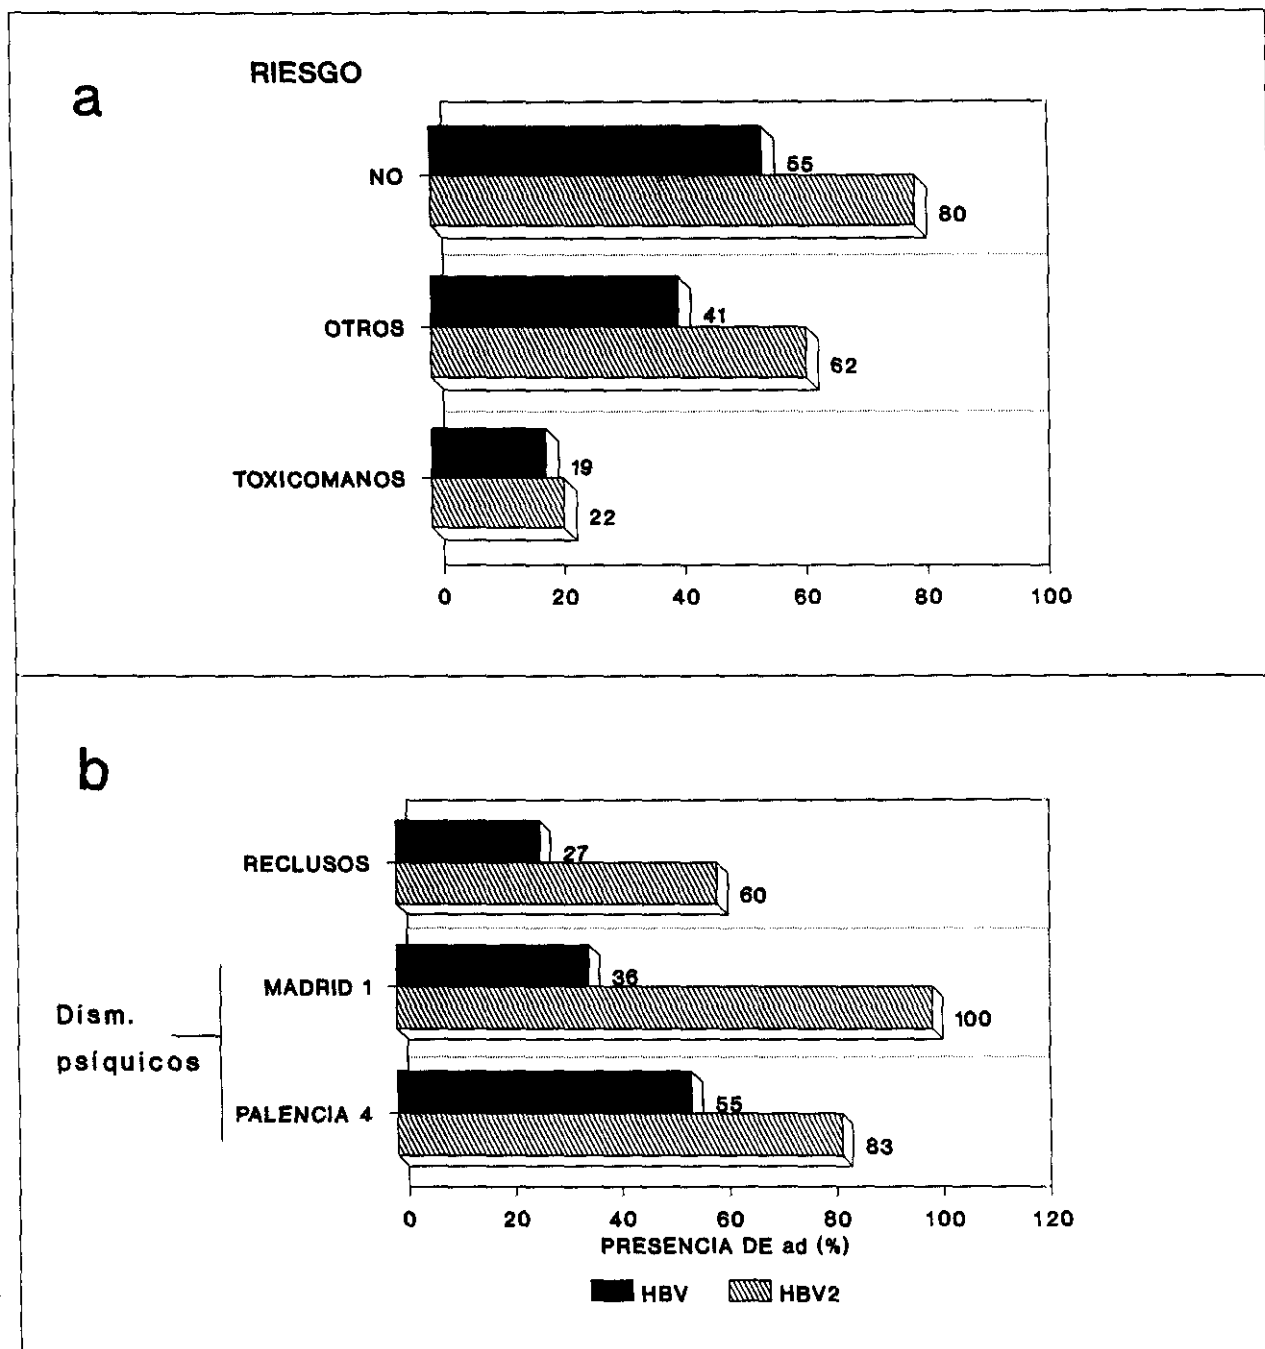 a
RIESGO
NO
55
80
OTROS
41
62
TOXICOMANOS
19
22
0 20 40 60 80 100
b
RECLUSOS
27
60
Dism.
psíquicos
MADRID 1
36
100
PALENCIA 4
55
83
0 20 40 60 80 100 120
PRESENCIA DE ad (%)
HBV HBV2